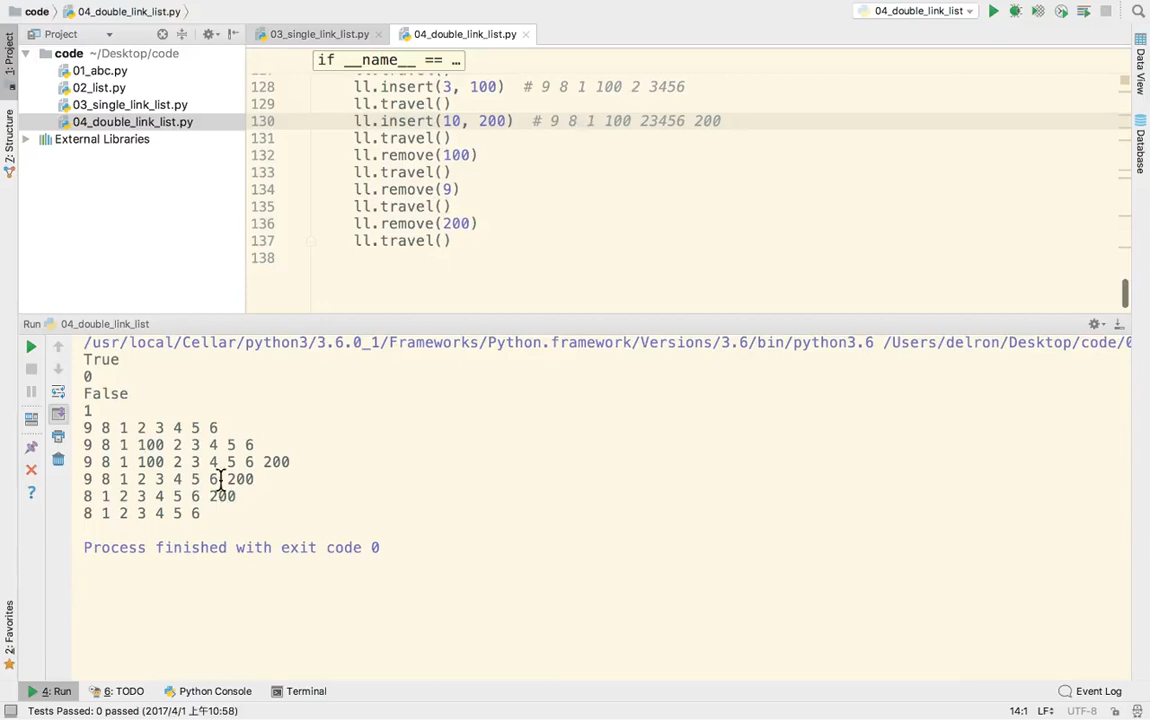 code
04_double_link_list.py
04_double_link_list
1: Project
Project
03_single_link_list.py
04_double_link_list.py
code ~/Desktop/code
01_abc.py
02_list.py
03_single_link_list.py
04_double_link_list.py
External Libraries
Z: Structure
2: Favorites
Data View
Database
if __name__ == …
128 ll.insert(3, 100)  # 9 8 1 100 2 3456
129 ll.travel()
130 ll.insert(10, 200)  # 9 8 1 100 23456 200
131 ll.travel()
132 ll.remove(100)
133 ll.travel()
134 ll.remove(9)
135 ll.travel()
136 ll.remove(200)
137 ll.travel()
138
Run 04_double_link_list
/usr/local/Cellar/python3/3.6.0_1/Frameworks/Python.framework/Versions/3.6/bin/python3.6 /Users/delron/Desktop/code/0
True
0
False
1
9 8 1 2 3 4 5 6
9 8 1 100 2 3 4 5 6
9 8 1 100 2 3 4 5 6 200
9 8 1 2 3 4 5 6 200
8 1 2 3 4 5 6 200
8 1 2 3 4 5 6
Process finished with exit code 0
4: Run
6: TODO
Python Console
Terminal
Event Log
Tests Passed: 0 passed (2017/4/1 上午10:58)
14:1
LF
UTF-8